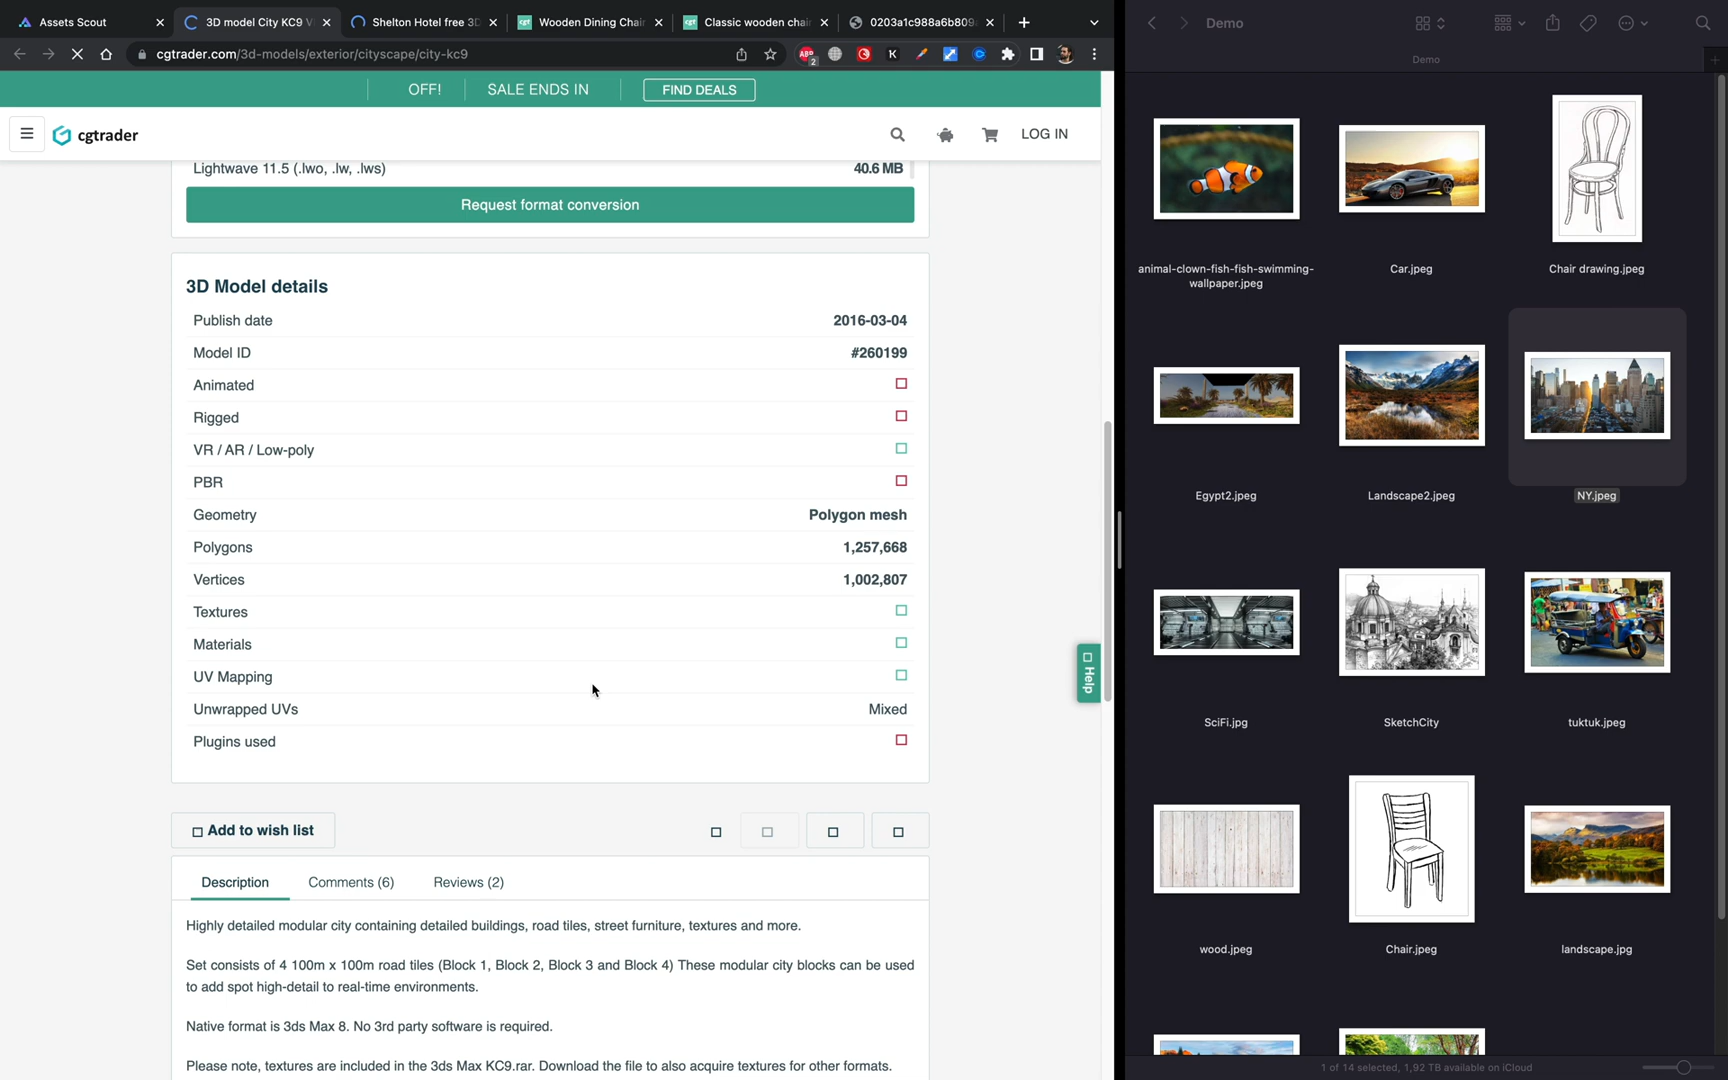 Assets Scout
3D model City KC9 V
Shelton Hotel free 3D
Wooden Dining Chair
Classic wooden chair
0203a1c988a6b809
cgtrader.com/3d-models/exterior/cityscape/city-kc9
OFF!
SALE ENDS IN
FIND DEALS
cgtrader
LOG IN
Lightwave 11.5 (.lwo, .lw, .lws)
40.6 MB
Request format conversion
3D Model details
Publish date
2016-03-04
Model ID
#260199
Animated
Rigged
VR / AR / Low-poly
PBR
Geometry
Polygon mesh
Polygons
1,257,668
Vertices
1,002,807
Textures
Materials
UV Mapping
Unwrapped UVs
Mixed
Plugins used
Help
Add to wish list
Description
Comments (6)
Reviews (2)
Highly detailed modular city containing detailed buildings, road tiles, street furniture, textures and more.
Set consists of 4 100m x 100m road tiles (Block 1, Block 2, Block 3 and Block 4) These modular city blocks can be used
to add spot high-detail to real-time environments.
Native format is 3ds Max 8. No 3rd party software is required.
Please note, textures are included in the 3ds Max KC9.rar. Download the file to also acquire textures for other formats.
Demo
Demo
animal-clown-fish-fish-swimming-
wallpaper.jpeg
Car.jpeg
Chair drawing.jpeg
Egypt2.jpeg
Landscape2.jpeg
NY.jpeg
SciFi.jpg
SketchCity
tuktuk.jpeg
wood.jpeg
Chair.jpeg
landscape.jpg
1 of 14 selected, 1,92 TB available on iCloud